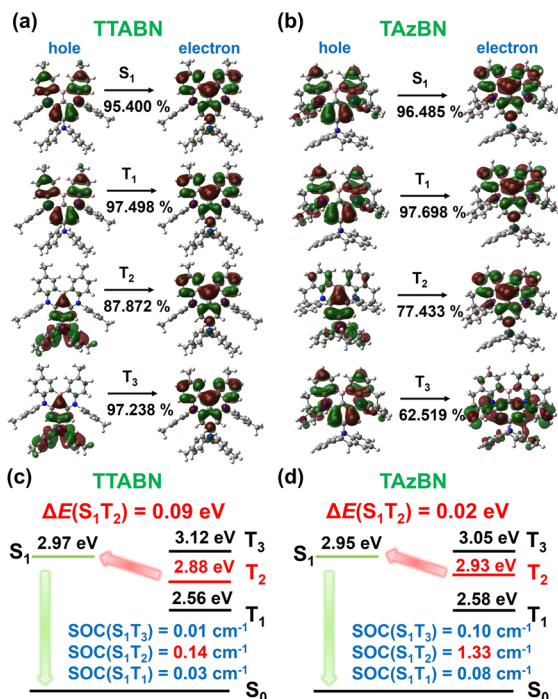 (a) TTABN
hole electron
S₁
95.400 %
T₁
97.498 %
T₂
87.872 %
T₃
97.238 %
(b) TAzBN
hole electron
S₁
96.485 %
T₁
97.698 %
T₂
77.433 %
T₃
62.519 %
(c) TTABN
ΔE(S₁T₂) = 0.09 eV
S₁ 2.97 eV
3.12 eV T₃
2.88 eV T₂
2.56 eV T₁
SOC(S₁T₃) = 0.01 cm⁻¹
SOC(S₁T₂) = 0.14 cm⁻¹
SOC(S₁T₁) = 0.03 cm⁻¹
S₀
(d) TAzBN
ΔE(S₁T₂) = 0.02 eV
S₁ 2.95 eV
3.05 eV T₃
2.93 eV T₂
2.58 eV T₁
SOC(S₁T₃) = 0.10 cm⁻¹
SOC(S₁T₂) = 1.33 cm⁻¹
SOC(S₁T₁) = 0.08 cm⁻¹
S₀